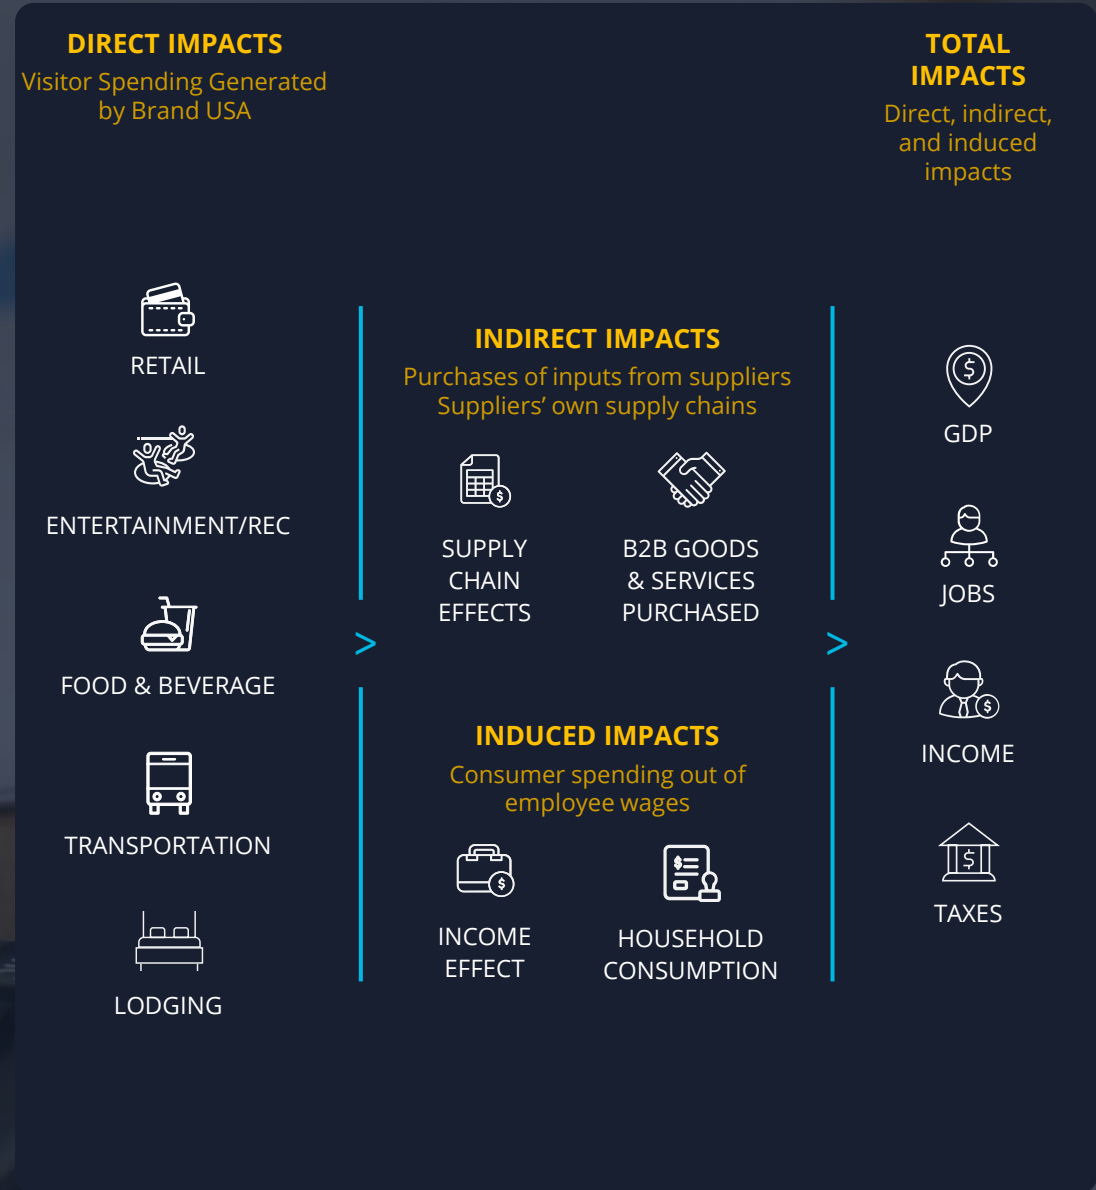 DIRECT IMPACTS
Visitor Spending Generated
by Brand USA
RETAIL
ENTERTAINMENT/REC
FOOD & BEVERAGE
TRANSPORTATION
LODGING
>
INDIRECT IMPACTS
Purchases of inputs from suppliers
Suppliers’ own supply chains
$
SUPPLY
CHAIN
EFFECTS
B2B GOODS
& SERVICES
PURCHASED
INDUCED IMPACTS
Consumer spending out of
employee wages
$
INCOME
EFFECT
$
HOUSEHOLD
CONSUMPTION
>
TOTAL
IMPACTS
Direct, indirect,
and induced
impacts
$
GDP
JOBS
$
INCOME
$
TAXES